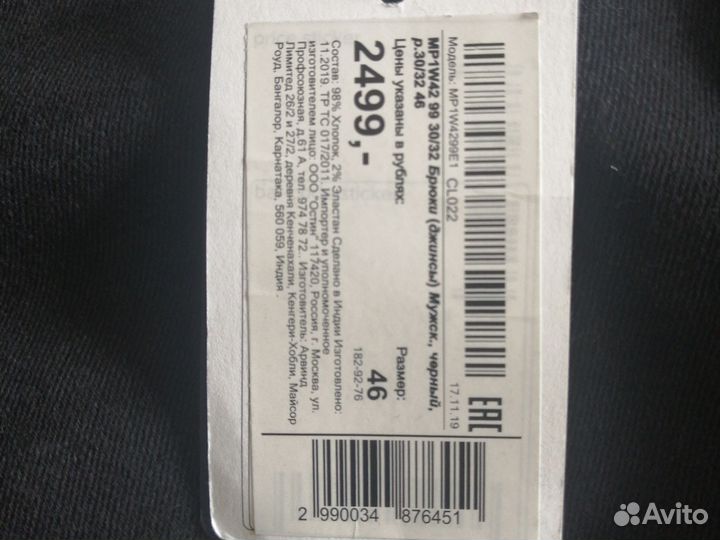 Модель: MP1W4299E1 CL022
17.11.19
MP1W42 99 30/32 Брюки (джинсы) Мужск., черный,
р.30/32 46
Цены указаны в рублях:
Размер:
2499,-
46
182-92-76
Состав: 98% Хлопок, 2% Эластан Сделано в Индии Изготовлено:
11.2019. ТР ТС 017/2011. Импортер и уполномоченное
изготовителем лицо: ООО "Остин" 117420, Россия, г. Москва, ул.
Профсоюзная, д.61 А, тел. 974 78 72.. Изготовитель: Арвинд
Лимитед 26/2 и 27/2, деревня Кенченахали, Кенгери-Хобли, Майсор
Роуд, Бангалор, Карнатака, 560 059, Индия .
EAC
2 990034 876451
Avito